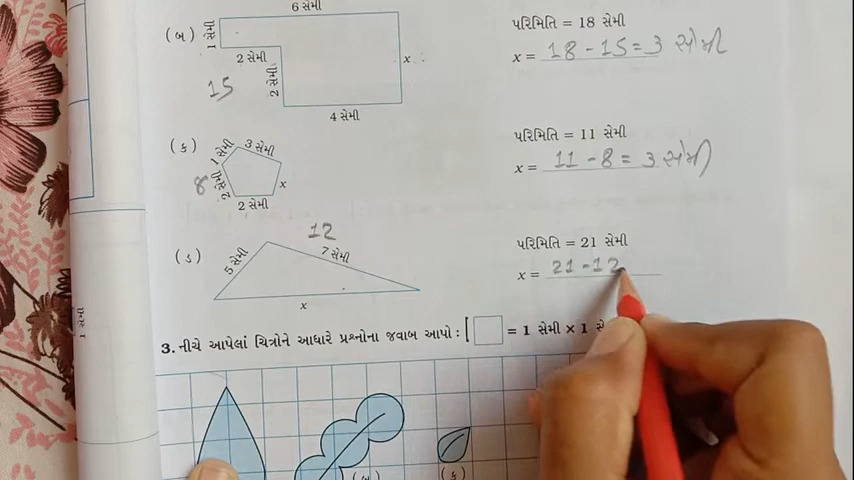 6 સેમી
(બ)
1 સેમી
2 સેમી
2 સેમી
x
4 સેમી
15
પરિમિતિ = 18 સેમી
x = 18 - 15 = 3 સેમી
(ક)
1 સેમી
3 સેમી
2 સેમી
x
2 સેમી
8
પરિમિતિ = 11 સેમી
x = 11 - 8 = 3 સેમી
(ડ)
12
5 સેમી
7 સેમી
x
પરિમિતિ = 21 સેમી
x = 21 - 12
3. નીચે આપેલાં ચિત્રોને આધારે પ્રશ્નોના જવાબ આપો : [ = 1 સેમી × 1
1 સેમી
(બ)
(ક)